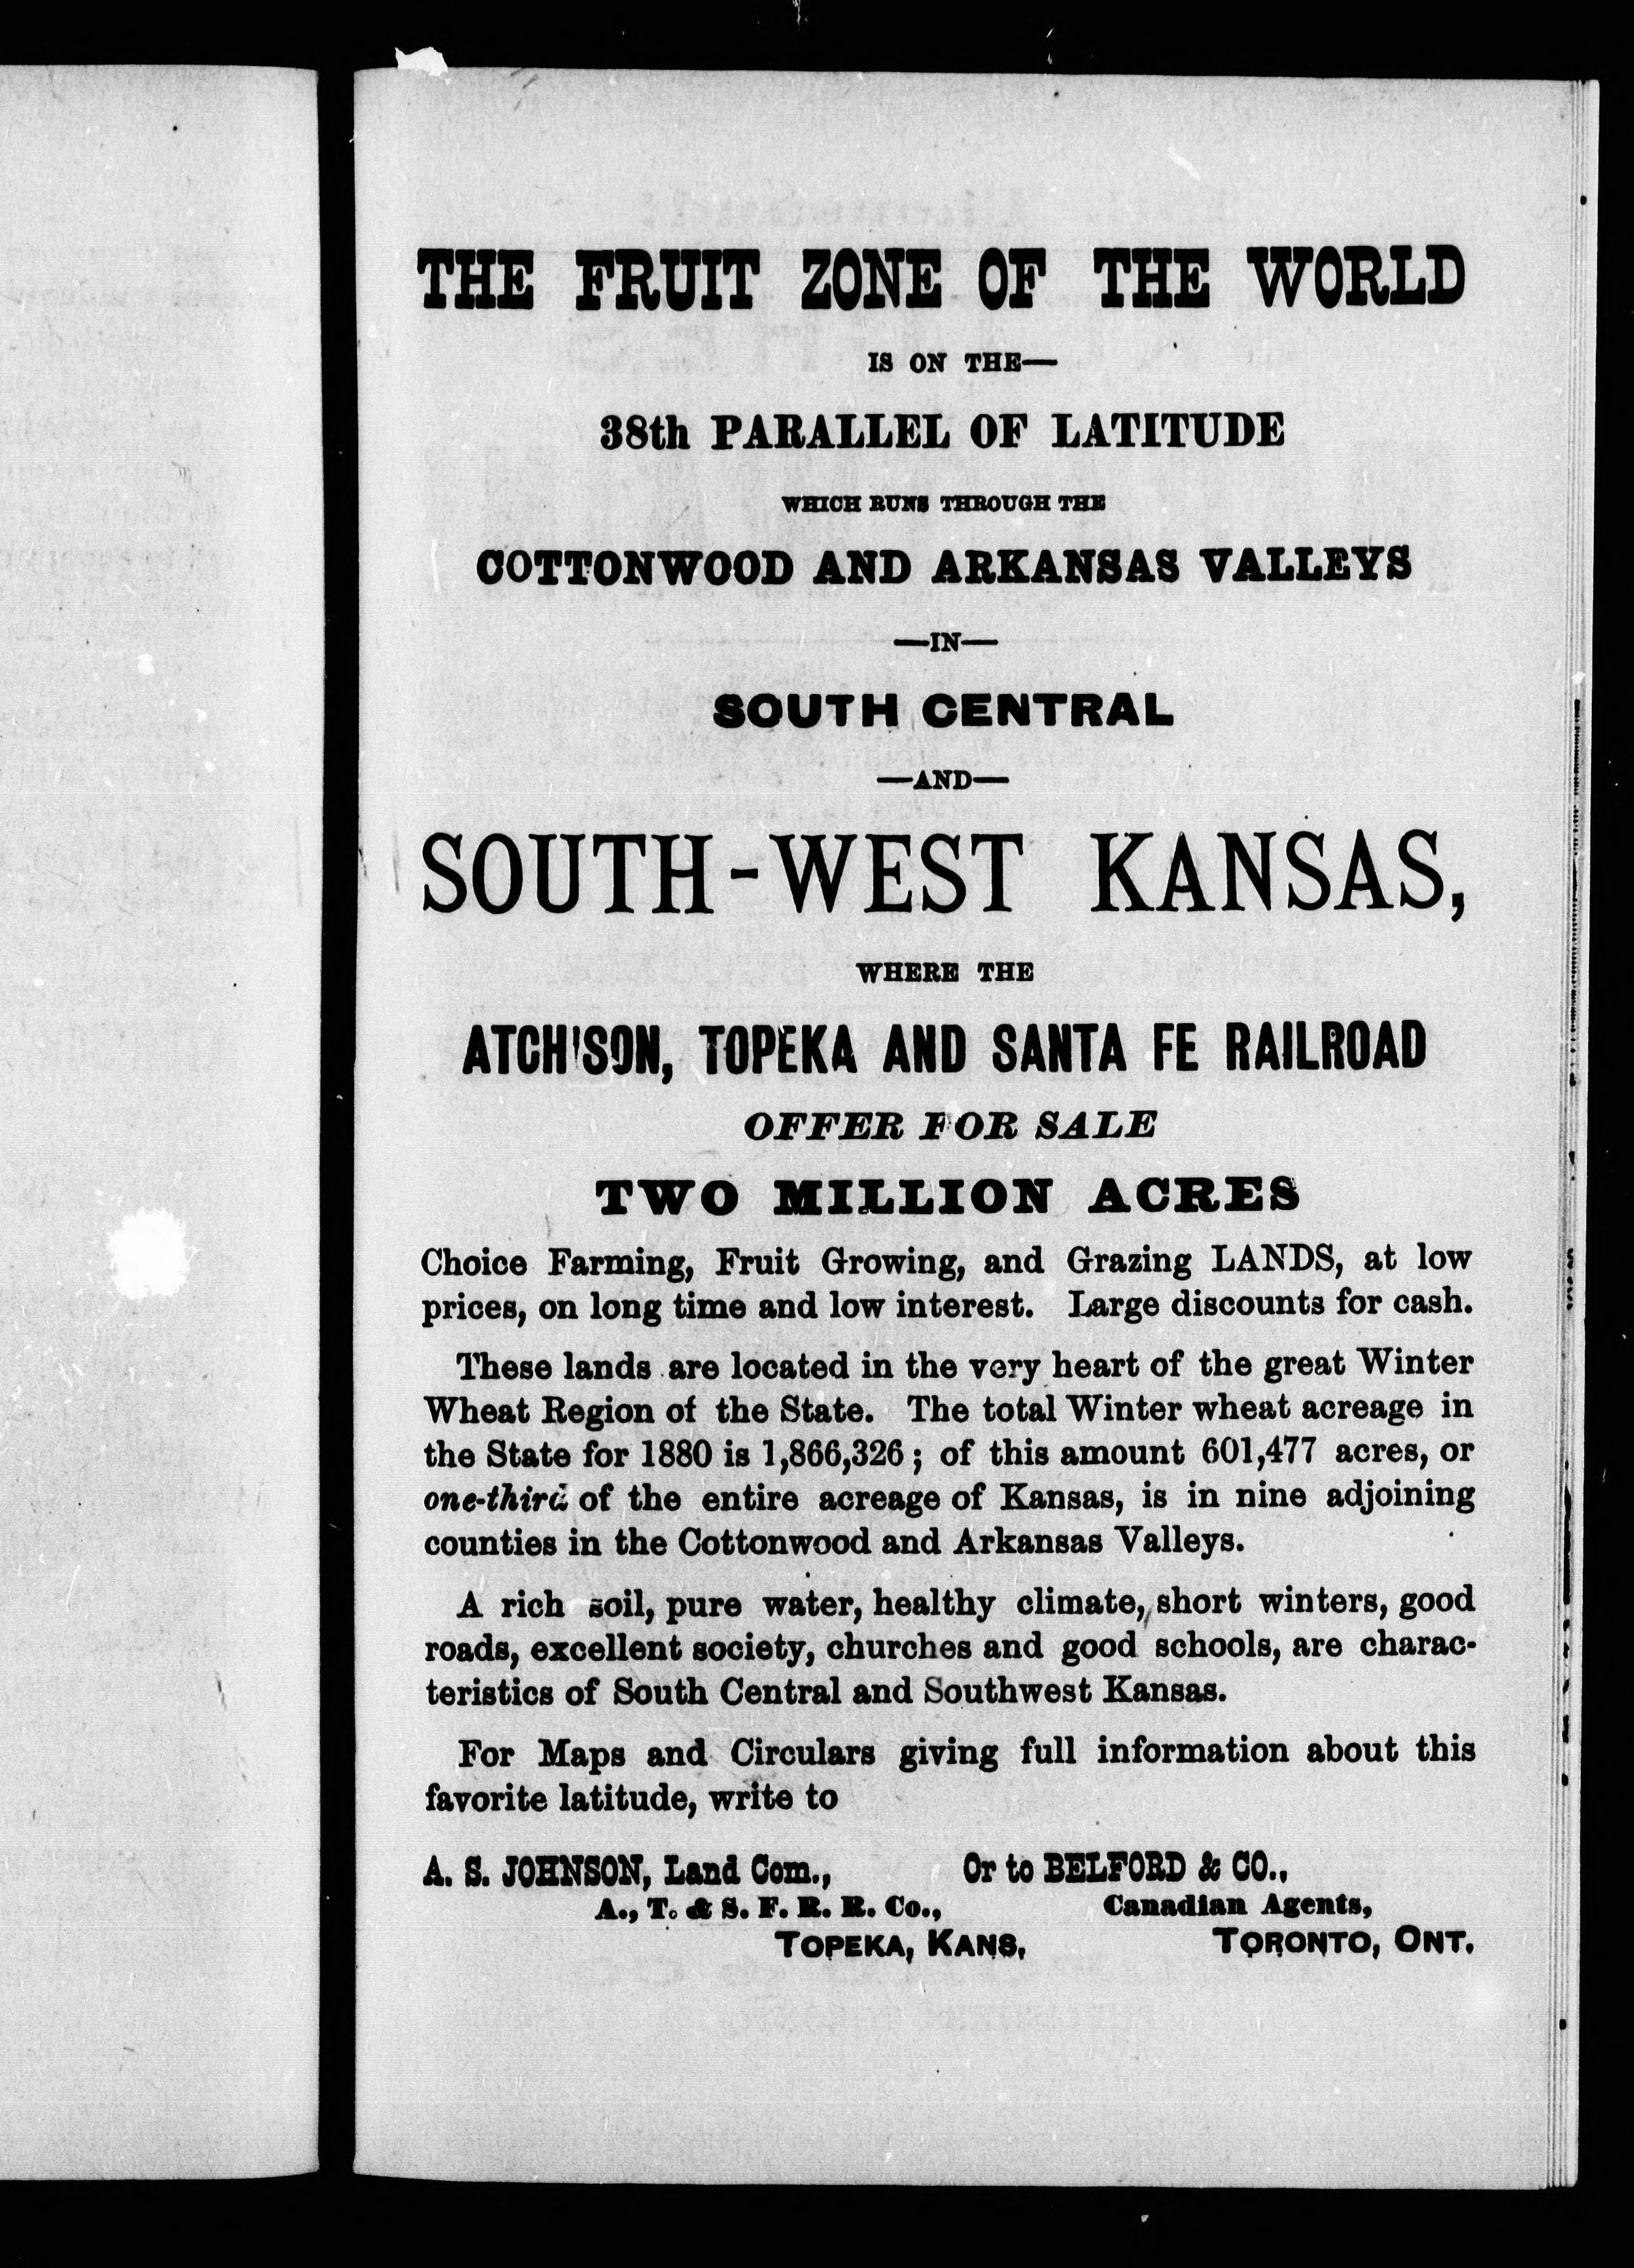 THE FRUIT ZONE OF THE WORLD
IS ON THE—
38th PARALLEL OF LATITUDE
WHICH RUNS THROUGH THE
COTTONWOOD AND ARKANSAS VALLEYS
—IN—
SOUTH CENTRAL
—AND—
SOUTH-WEST KANSAS,
WHERE THE
ATCHISON, TOPEKA AND SANTA FE RAILROAD
OFFER FOR SALE
TWO MILLION ACRES
Choice Farming, Fruit Growing, and Grazing LANDS, at low
prices, on long time and low interest. Large discounts for cash.
These lands are located in the very heart of the great Winter
Wheat Region of the State. The total Winter wheat acreage in
the State for 1880 is 1,866,326; of this amount 601,477 acres, or
one-third of the entire acreage of Kansas, is in nine adjoining
counties in the Cottonwood and Arkansas Valleys.
A rich soil, pure water, healthy climate, short winters, good
roads, excellent society, churches and good schools, are charac-
teristics of South Central and Southwest Kansas.
For Maps and Circulars giving full information about this
favorite latitude, write to
A. S. JOHNSON, Land Com., Or to BELFORD & CO.,
A., T. & S. F. R. R. Co., Canadian Agents,
TOPEKA, KANS. TORONTO, ONT.